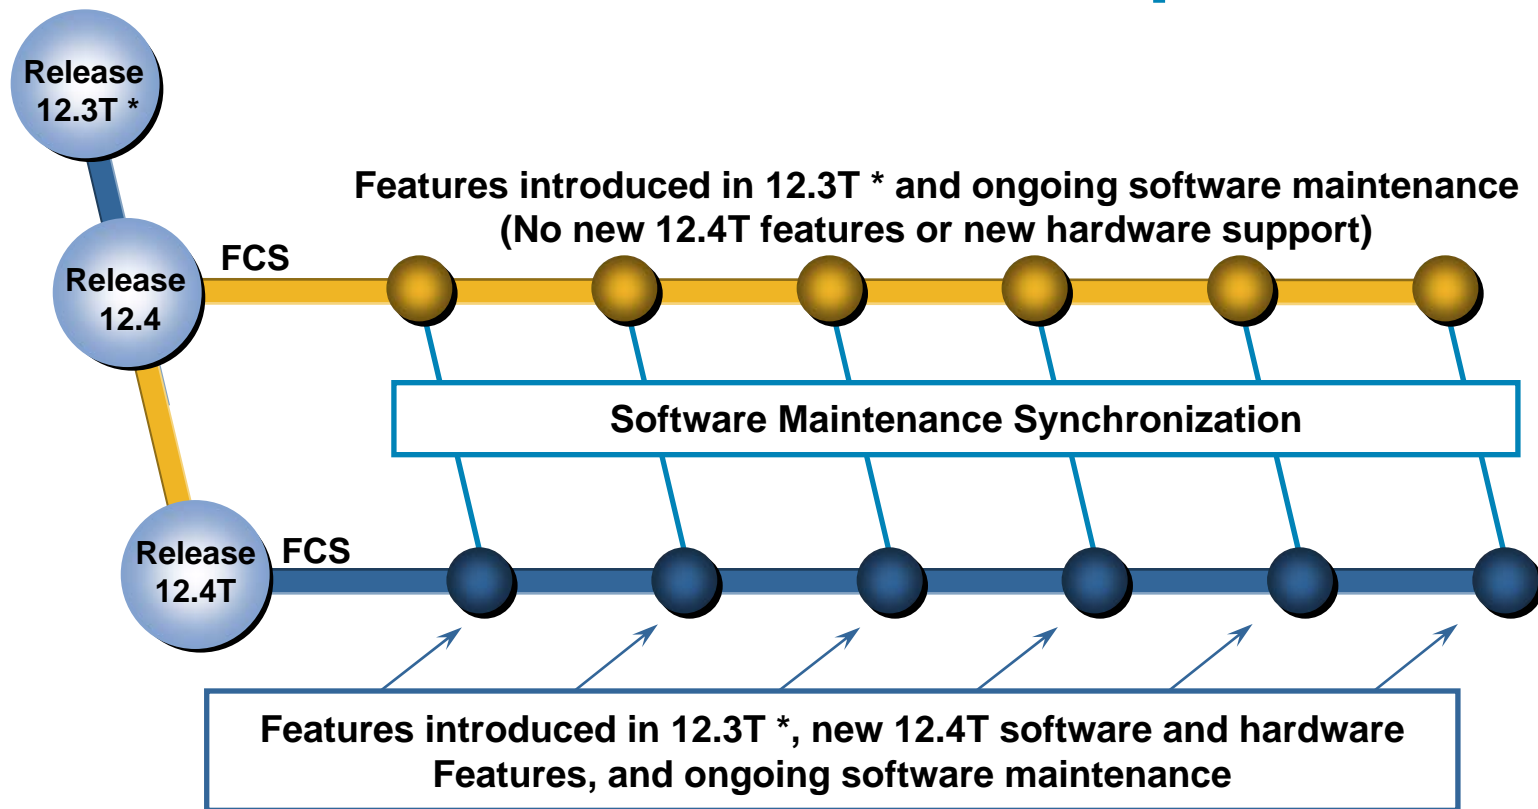 Release
12.3T *
Features introduced in 12.3T * and ongoing software maintenance
(No new 12.4T features or new hardware support)
FCS
Release
12.4
Software Maintenance Synchronization
Release
12.4T
FCS
Features introduced in 12.3T *, new 12.4T software and hardware
Features, and ongoing software maintenance